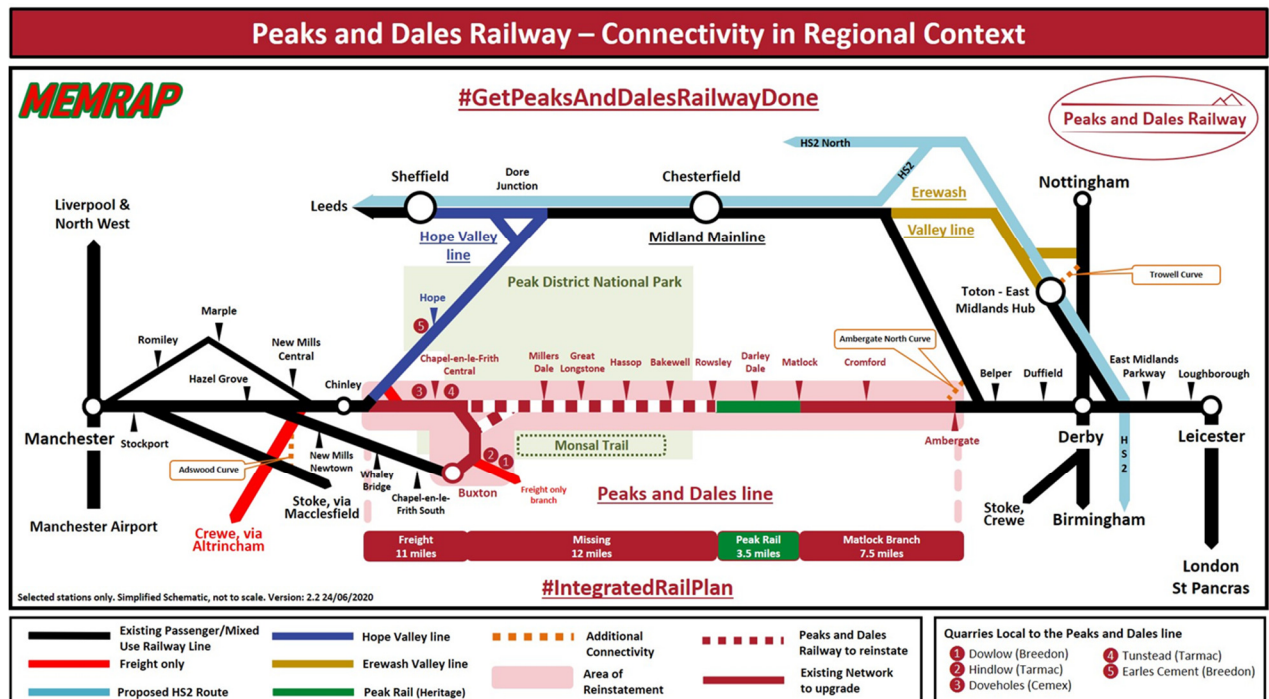 Peaks and Dales Railway – Connectivity in Regional Context
MEMRAP
#GetPeaksAndDalesRailwayDone
Peaks and Dales Railway
HS2 North
HS2
Sheffield
Dore
Junction
Chesterfield
Nottingham
Liverpool &
North West
Leeds
Erewash
Valley line
Hope Valley
line
Midland Mainline
Trowell Curve
Peak District National Park
Toton - East
Midlands Hub
Hope
5
Marple
Romiley
New Mills
Central
Ambergate North Curve
Hazel Grove
Chinley
Chapel-en-le-Frith
Central
Millers
Dale
Great
Longstone
Hassop
Bakewell
Rowsley
Darley
Dale
Matlock
Cromford
Belper
Duffield
East Midlands
Parkway
Loughborough
3
4
Manchester
Stockport
Adswood Curve
New Mills
Newtown
Whaley
Bridge
Chapel-en-le-
Frith South
Buxton
2
1
Freight only
branch
Monsal Trail
Ambergate
Derby
Leicester
HS2
Manchester Airport
Crewe, via
Altrincham
Stoke, via
Macclesfield
Peaks and Dales line
Stoke,
Crewe
Birmingham
Freight
11 miles
Missing
12 miles
Peak Rail
3.5 miles
Matlock Branch
7.5 miles
London
St Pancras
#IntegratedRailPlan
Selected stations only. Simplified Schematic, not to scale. Version: 2.2 24/06/2020
Existing Passenger/Mixed
Use Railway Line
Freight only
Proposed HS2 Route
Hope Valley line
Erewash Valley line
Peak Rail (Heritage)
Additional
Connectivity
Area of
Reinstatement
Peaks and Dales
Railway to reinstate
Existing Network
to upgrade
Quarries Local to the Peaks and Dales line
1 Dowlow (Breedon)
2 Hindlow (Tarmac)
3 Doveholes (Cemex)
4 Tunstead (Tarmac)
5 Earles Cement (Breedon)